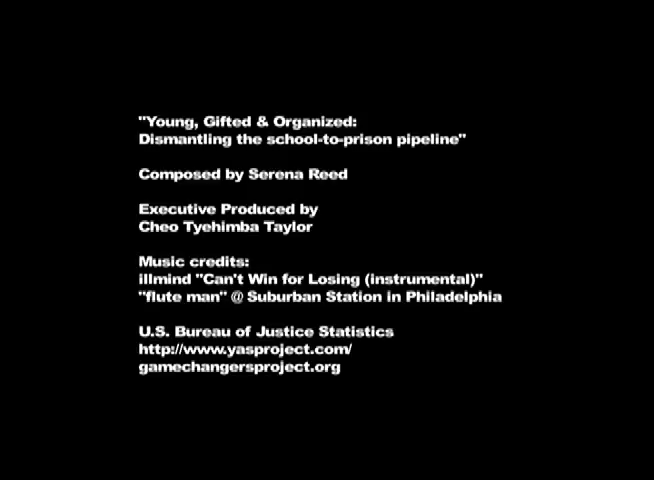 "Young, Gifted & Organized:
Dismantling the school-to-prison pipeline"
Composed by Serena Reed
Executive Produced by
Cheo Tyehimba Taylor
Music credits:
illmind "Can't Win for Losing (instrumental)"
"flute man" @ Suburban Station in Philadelphia
U.S. Bureau of Justice Statistics
http://www.yasproject.com/
gamechangersproject.org